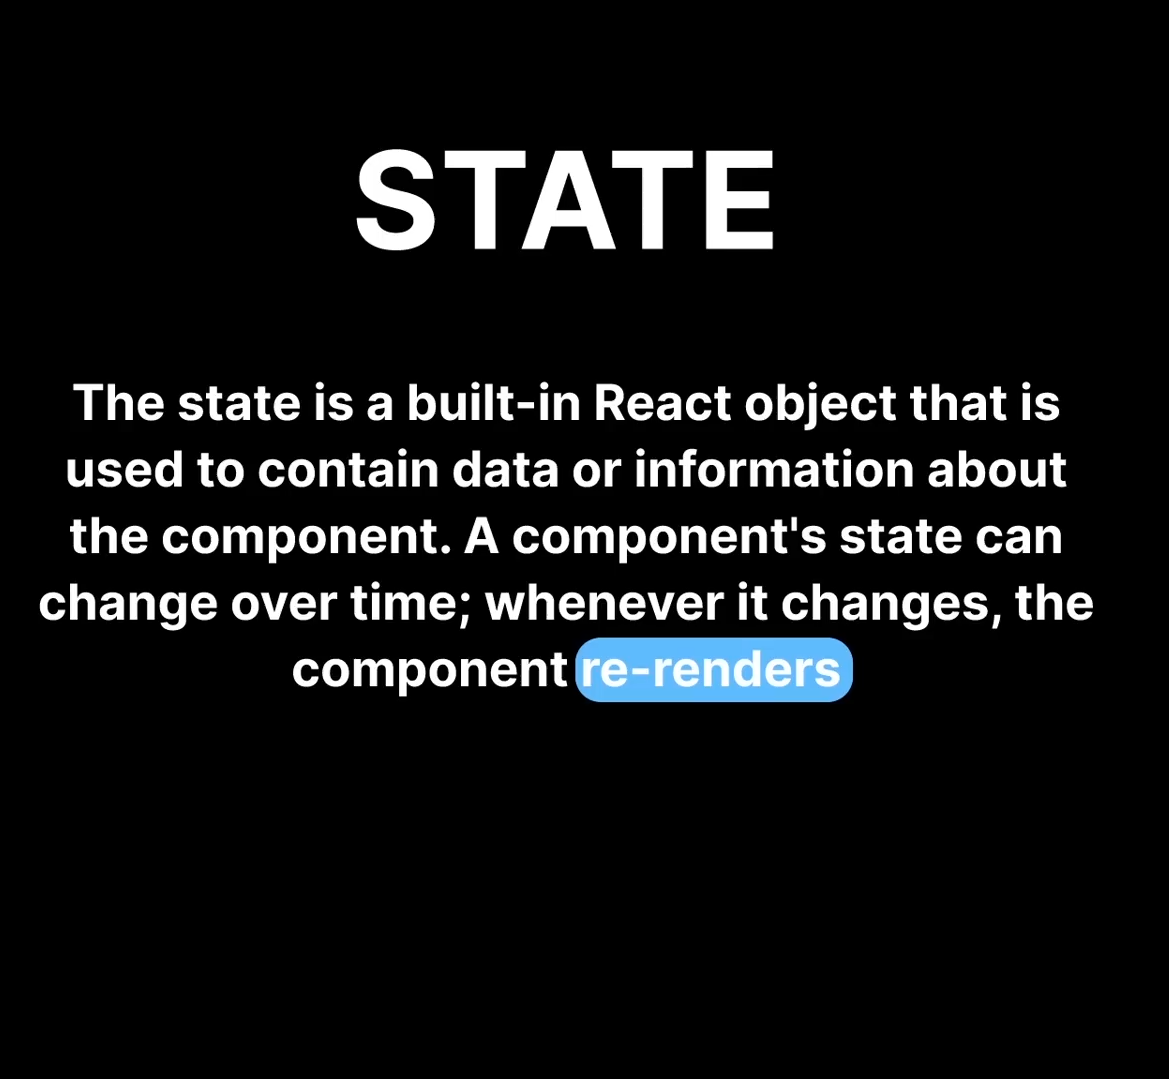 STATE
The state is a built-in React object that is
used to contain data or information about
the component. A component's state can
change over time; whenever it changes, the
component re-renders